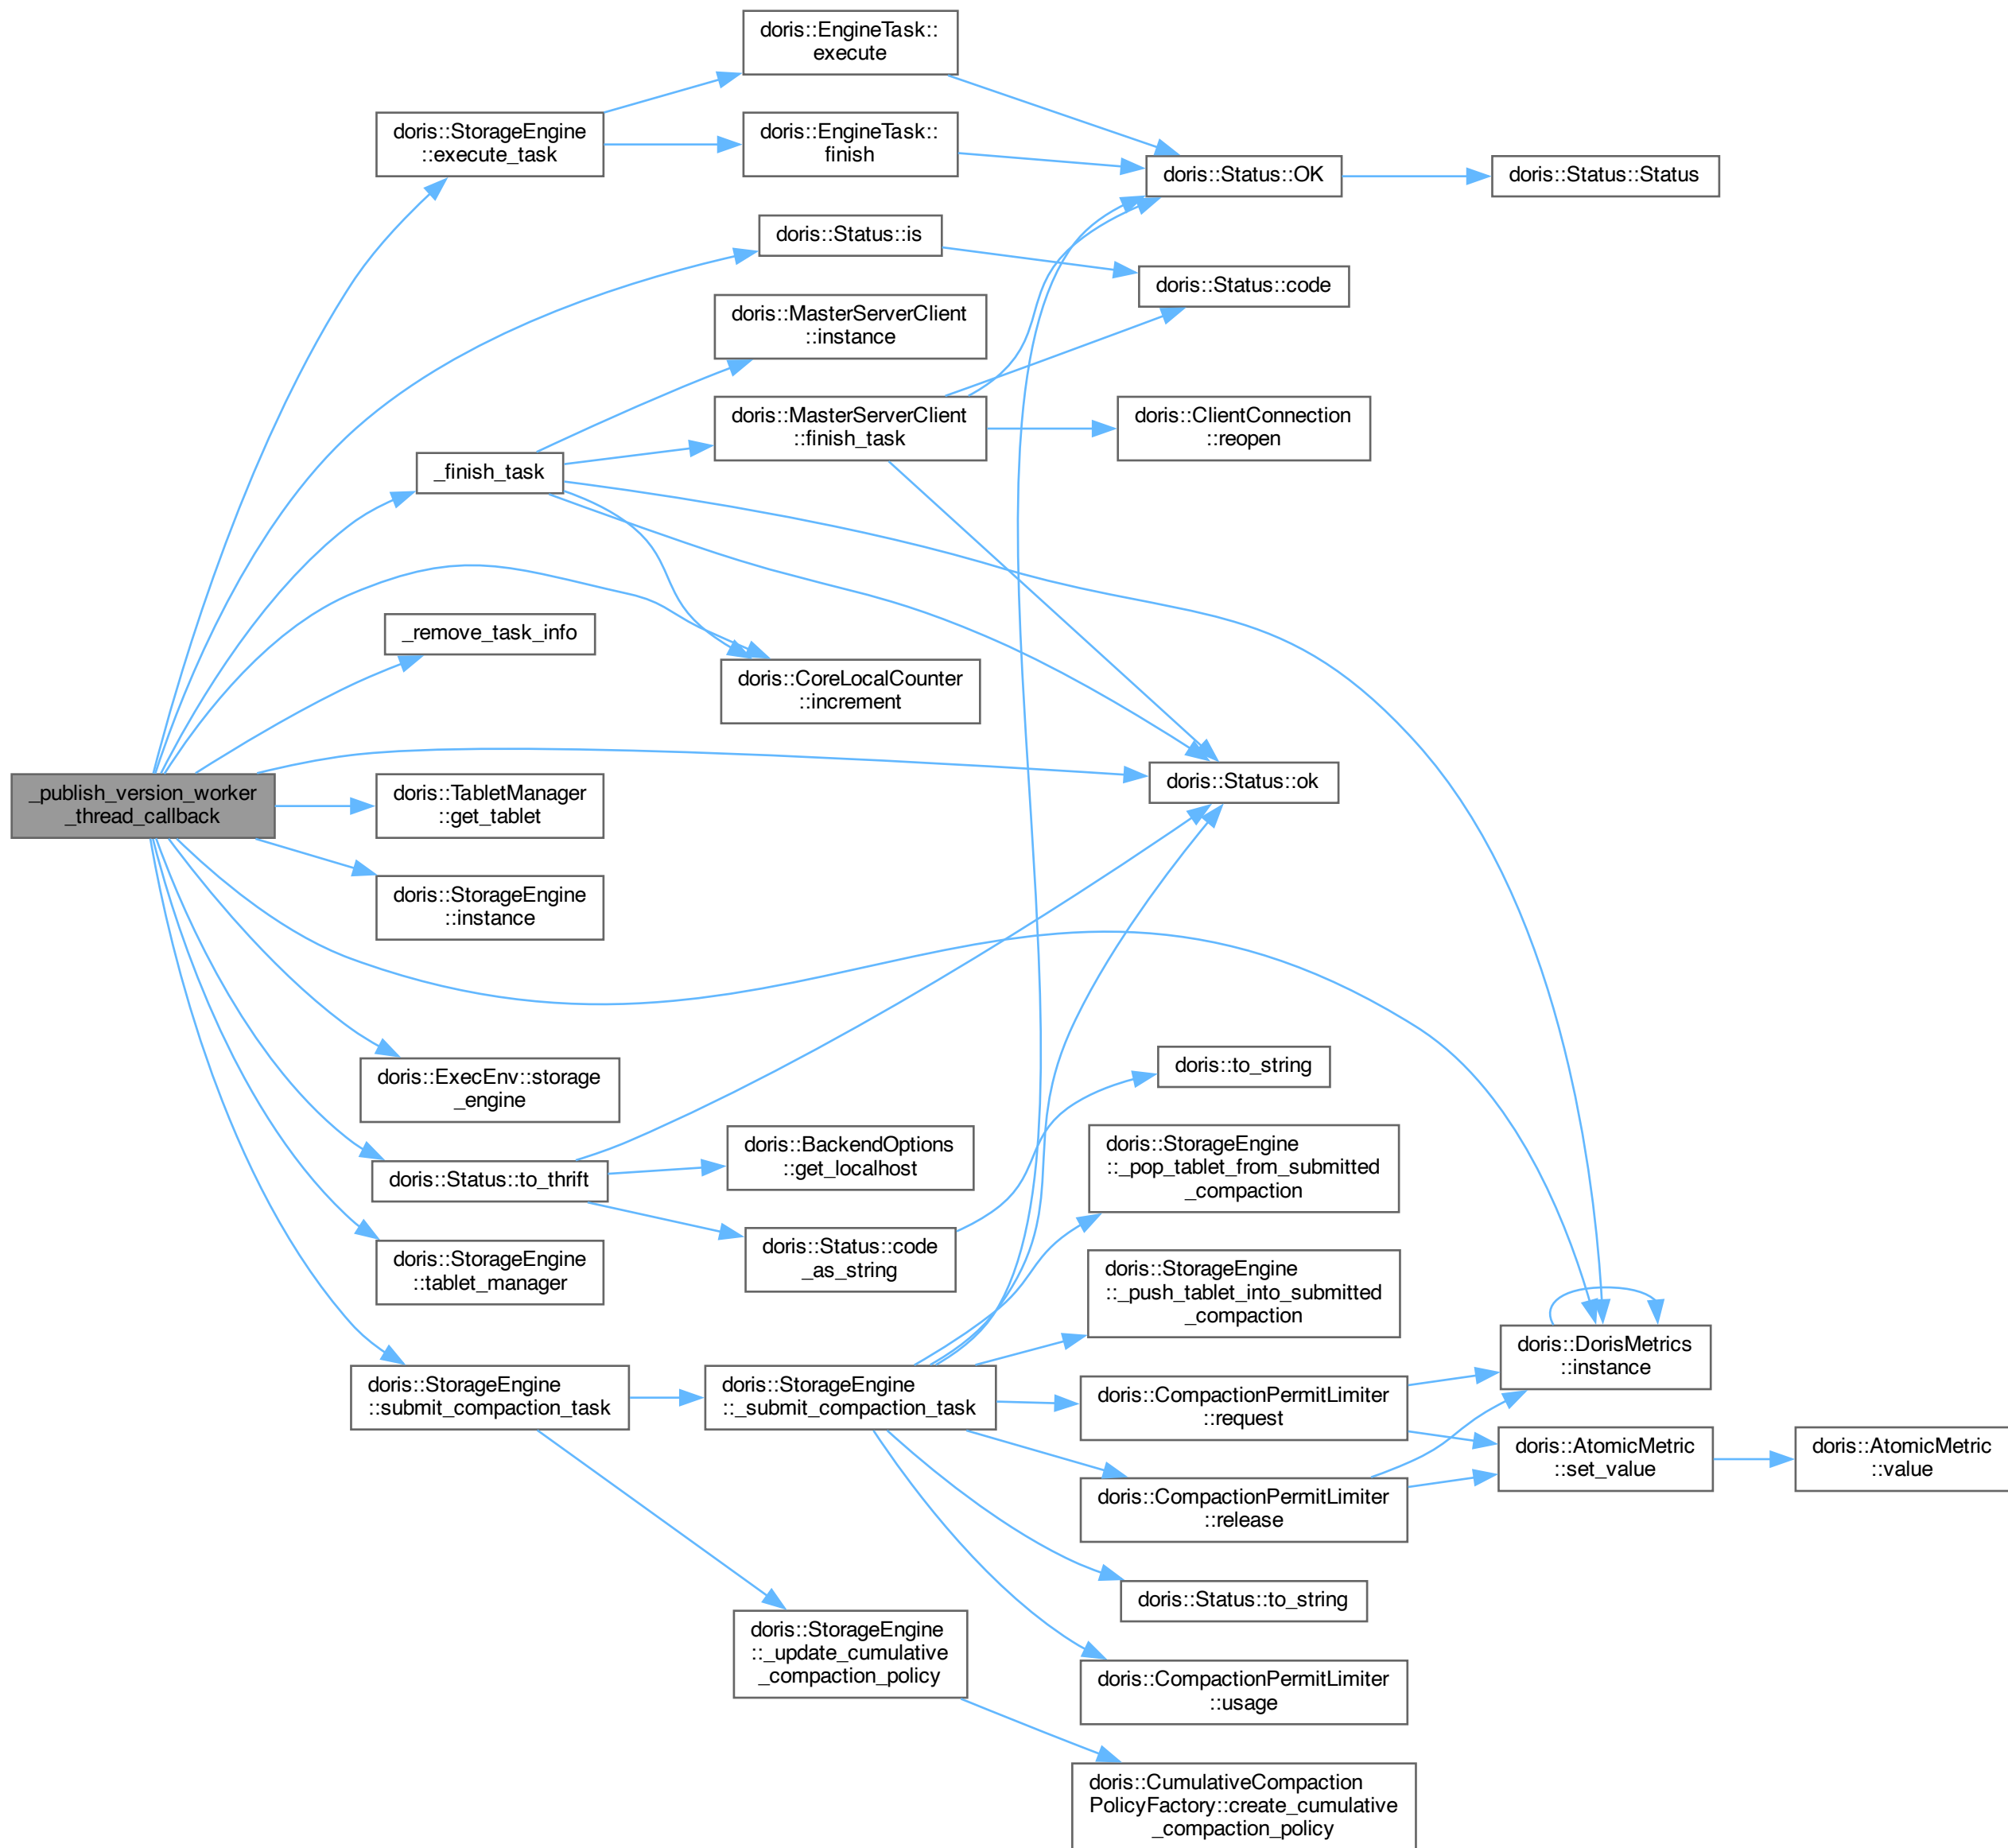 doris::EngineTask::
execute
doris::StorageEngine
::execute_task
doris::EngineTask::
finish
doris::Status::OK
doris::Status::Status
doris::Status::is
doris::Status::code
doris::MasterServerClient
::instance
doris::MasterServerClient
::finish_task
doris::ClientConnection
::reopen
_finish_task
_remove_task_info
doris::CoreLocalCounter
::increment
doris::Status::ok
_publish_version_worker
_thread_callback
doris::TabletManager
::get_tablet
doris::StorageEngine
::instance
doris::ExecEnv::storage
_engine
doris::to_string
doris::BackendOptions
::get_localhost
doris::StorageEngine
::_pop_tablet_from_submitted
_compaction
doris::Status::to_thrift
doris::Status::code
_as_string
doris::StorageEngine
::tablet_manager
doris::StorageEngine
::_push_tablet_into_submitted
_compaction
doris::DorisMetrics
::instance
doris::StorageEngine
::submit_compaction_task
doris::StorageEngine
::_submit_compaction_task
doris::CompactionPermitLimiter
::request
doris::AtomicMetric
::set_value
doris::AtomicMetric
::value
doris::CompactionPermitLimiter
::release
doris::Status::to_string
doris::StorageEngine
::_update_cumulative
_compaction_policy
doris::CompactionPermitLimiter
::usage
doris::CumulativeCompaction
PolicyFactory::create_cumulative
_compaction_policy